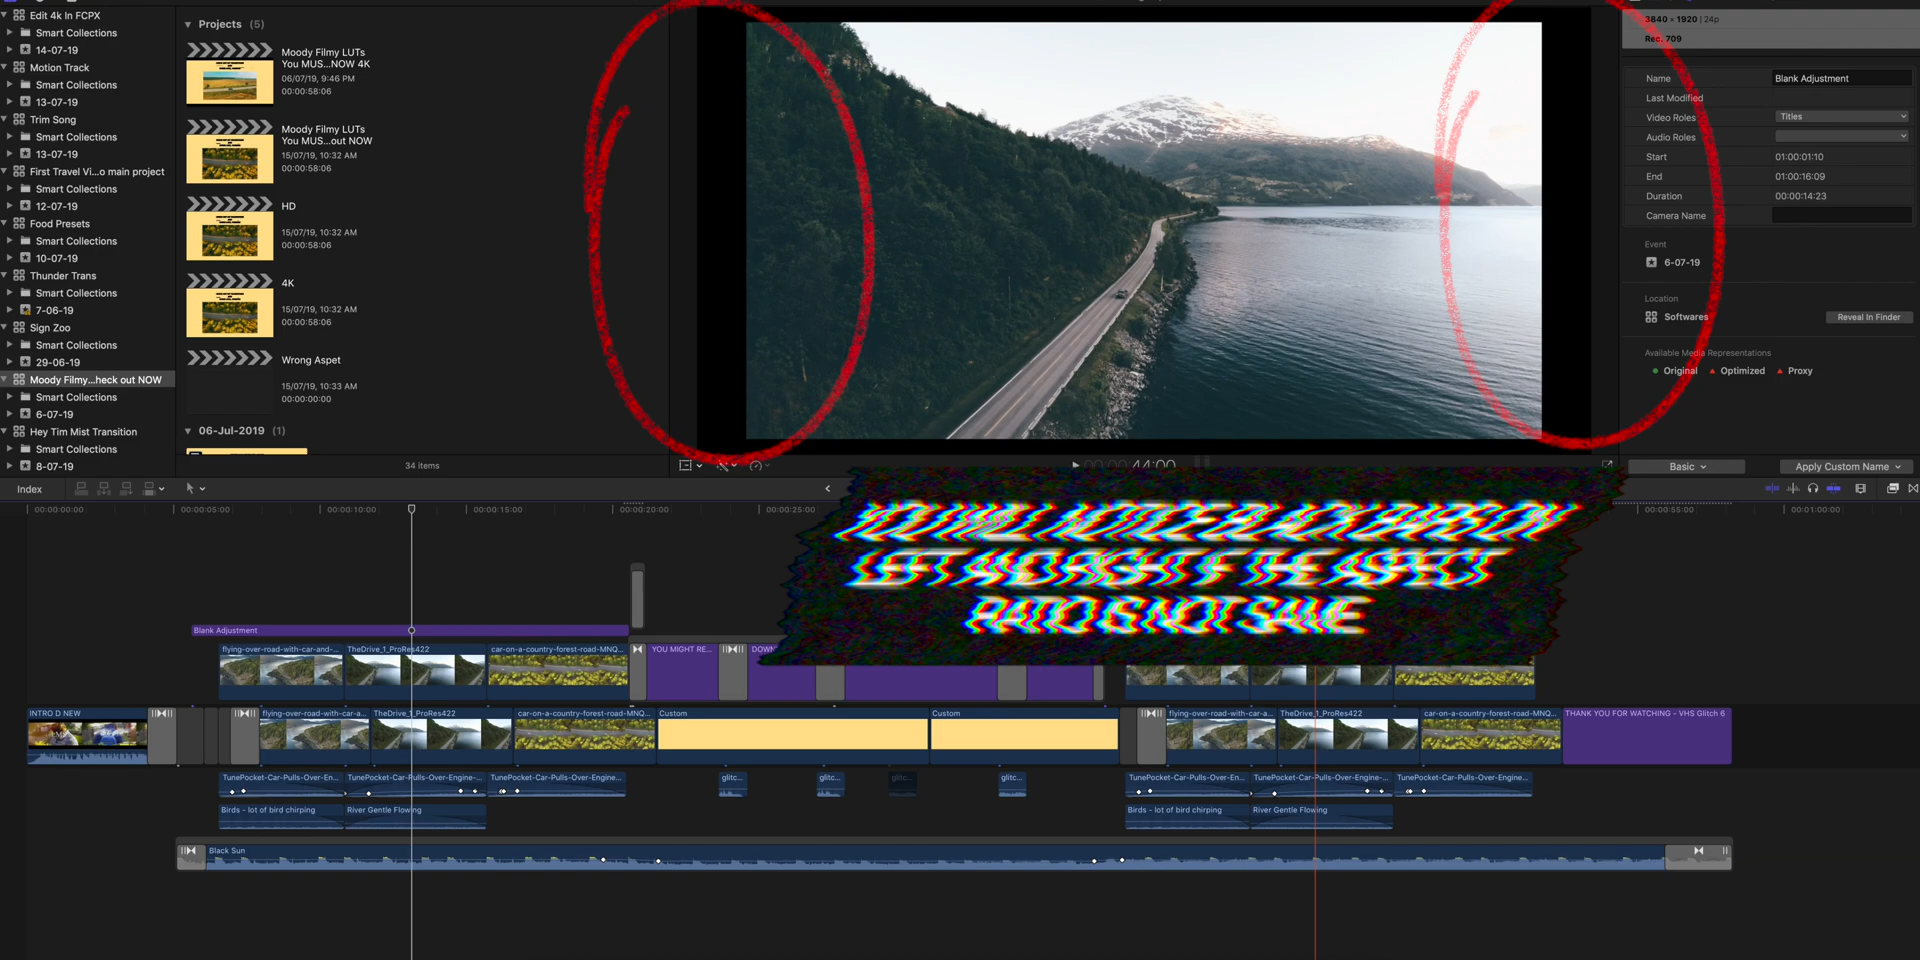 Edit 4k In FCPX
Smart Collections
14-07-19
Motion Track
Smart Collections
13-07-19
Trim Song
Smart Collections
13-07-19
First Travel Vi...o main project
Smart Collections
12-07-19
Food Presets
Smart Collections
10-07-19
Thunder Trans
Smart Collections
7-06-19
Sign Zoo
Smart Collections
29-06-19
Moody Filmy...heck out NOW
Smart Collections
6-07-19
Hey Tim Mist Transition
Smart Collections
8-07-19
Projects (5)
Moody Filmy LUTs
You MUS...NOW 4K
06/07/19, 9:46 PM
00:00:58:06
Moody Filmy LUTs
You MUS...out NOW
15/07/19, 10:32 AM
00:00:58:06
HD
15/07/19, 10:32 AM
00:00:58:06
4K
15/07/19, 10:32 AM
00:00:58:06
Wrong Aspet
15/07/19, 10:33 AM
00:00:00:00
06-Jul-2019 (1)
34 items
44:00
3840 × 1920 | 24p
Rec. 709
Name Blank Adjustment
Last Modified
Video Roles Titles
Audio Roles
Start 01:00:01:10
End 01:00:16:09
Duration 00:00:14:23
Camera Name
Event
6-07-19
Location
Softwares Reveal In Finder
Available Media Representations
Original Optimized Proxy
Basic Apply Custom Name
Index
00:00:00:00 00:00:05:00 00:00:10:00 00:00:15:00 00:00:20:00 00:00:25:00 00:00:55:00 00:01:00:00
THE ASPECT
RATIO IS NOT SAME
Blank Adjustment
flying-over-road-with-car-and-... TheDrive_1_ProRes422 car-on-a-country-forest-road-MNQ... YOU MIGHT RE... DOWN
INTRO D NEW flying-over-road-with-car-a... TheDrive_1_ProRes422 car-on-a-country-forest-road-MNQ... Custom Custom flying-over-road-with-car-a... TheDrive_1_ProRes422 car-on-a-country-forest-road-MNQ... THANK YOU FOR WATCHING - VHS Glitch 6
TunePocket-Car-Pulls-Over-En... TunePocket-Car-Pulls-Over-Engine-... TunePocket-Car-Pulls-Over-Engine... glitc... glitc... glitc... glitc... TunePocket-Car-Pulls-Over-En... TunePocket-Car-Pulls-Over-Engine-... TunePocket-Car-Pulls-Over-Engine...
Birds - lot of bird chirping River Gentle Flowing Birds - lot of bird chirping River Gentle Flowing
Black Sun